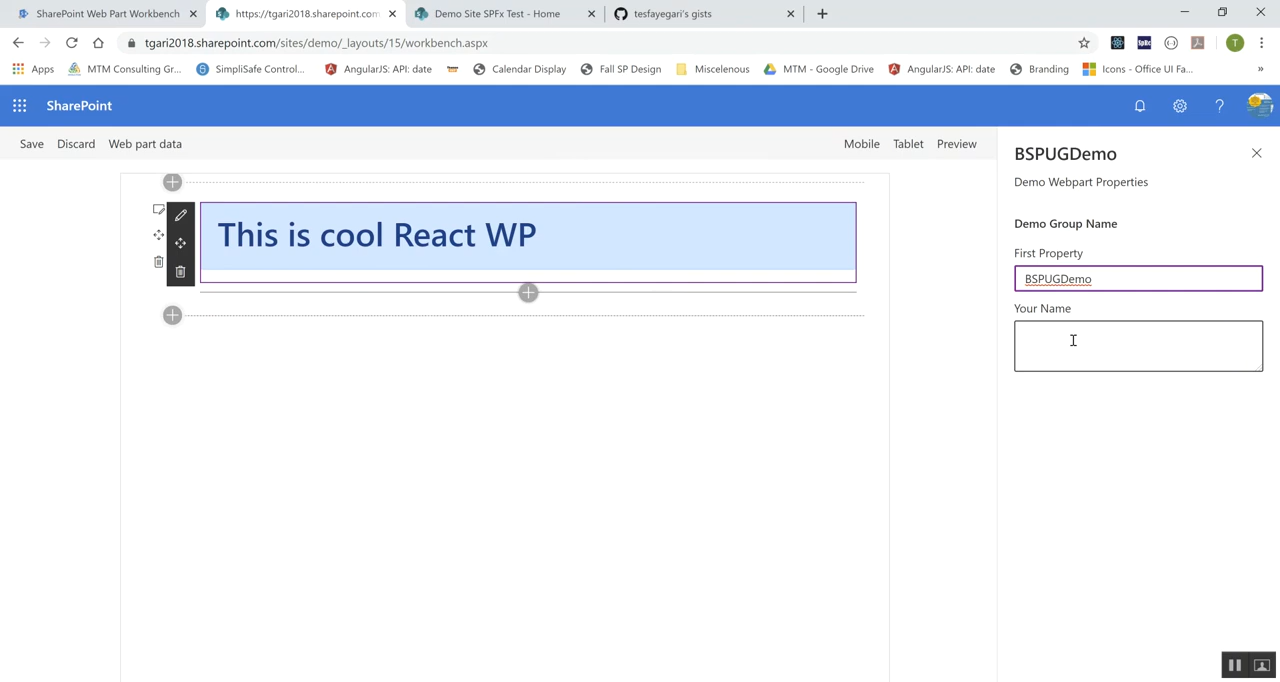 SharePoint Web Part Workbench
https://tgari2018.sharepoint.com
Demo Site SPFx Test - Home
tesfayegari's gists
tgari2018.sharepoint.com/sites/demo/_layouts/15/workbench.aspx
SpRc
T
Apps
MTM Consulting Gr...
SimpliSafe Control...
AngularJS: API: date
Calendar Display
Fall SP Design
Miscelenous
MTM - Google Drive
AngularJS: API: date
Branding
Icons - Office UI Fa...
»
SharePoint
?
Save
Discard
Web part data
Mobile
Tablet
Preview
This is cool React WP
BSPUGDemo
Demo Webpart Properties
Demo Group Name
First Property
BSPUGDemo
Your Name